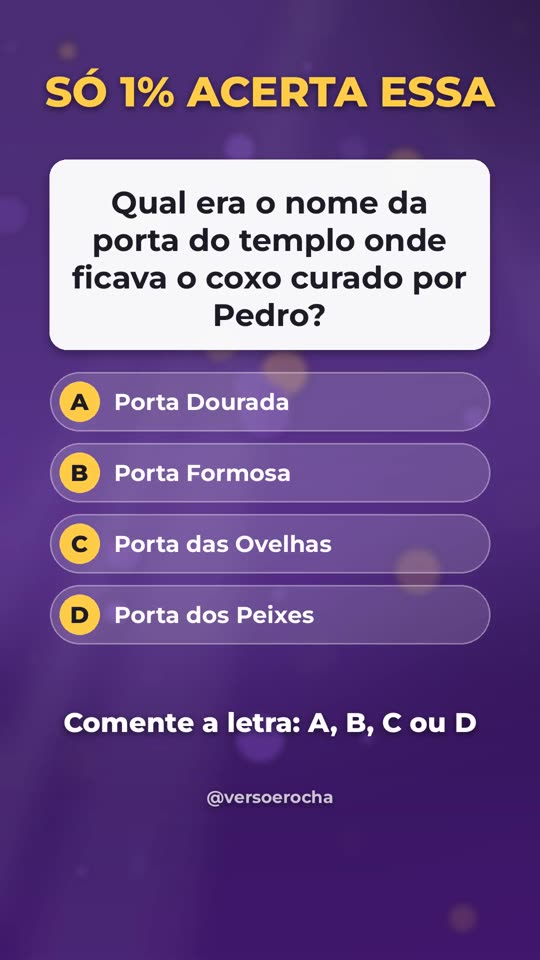 SÓ 1% ACERTA ESSA
Qual era o nome da
porta do templo onde
ficava o coxo curado por
Pedro?
A Porta Dourada
B Porta Formosa
C Porta das Ovelhas
D Porta dos Peixes
Comente a letra: A, B, C ou D
@versoerocha